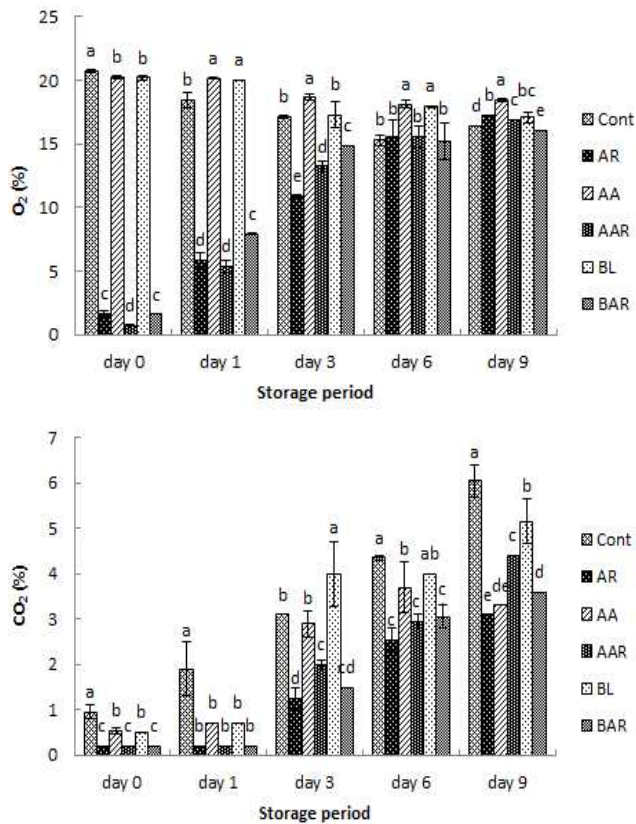 25
20
15
10
5
0
O2 (%)
a b b
c d c
b a a
d d c
b a b
e d c
b b a b a b
d b a c bc e
day 0 day 1 day 3 day 6 day 9
Storage period
Cont
AR
AA
AAR
BL
BAR
7
6
5
4
3
2
1
0
CO2 (%)
a c b c b c
a b b b b b
b d b c a cd
a c b c ab c
a e de c b d
day 0 day 1 day 3 day 6 day 9
Storage period
Cont
AR
AA
AAR
BL
BAR